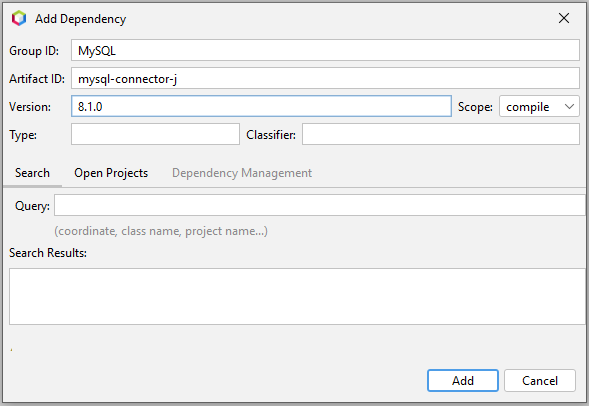 Add Dependency
Group ID: MySQL
Artifact ID: mysql-connector-j
Version: 8.1.0 Scope: compile
Type: Classifier:
Search Open Projects Dependency Management
Query:
(coordinate, class name, project name...)
Search Results:
Add Cancel